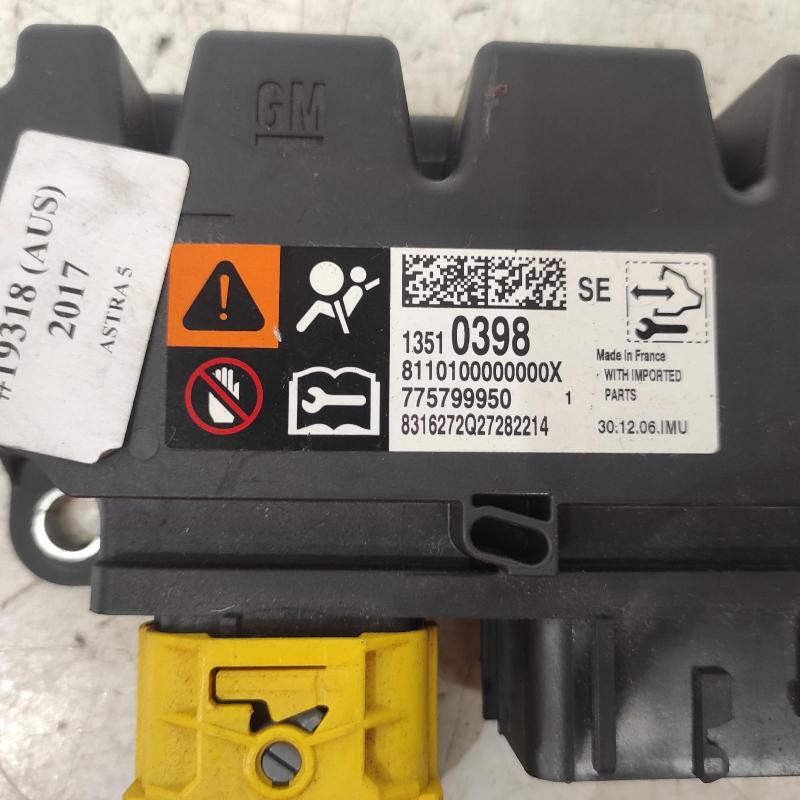 GM
#19318 (AUS)
2017
ASTRA 5
SE
1351 0398
8110100000000X
775799950 1
8316272Q27282214
Made in France
WITH IMPORTED
PARTS
30.12.06.IMU